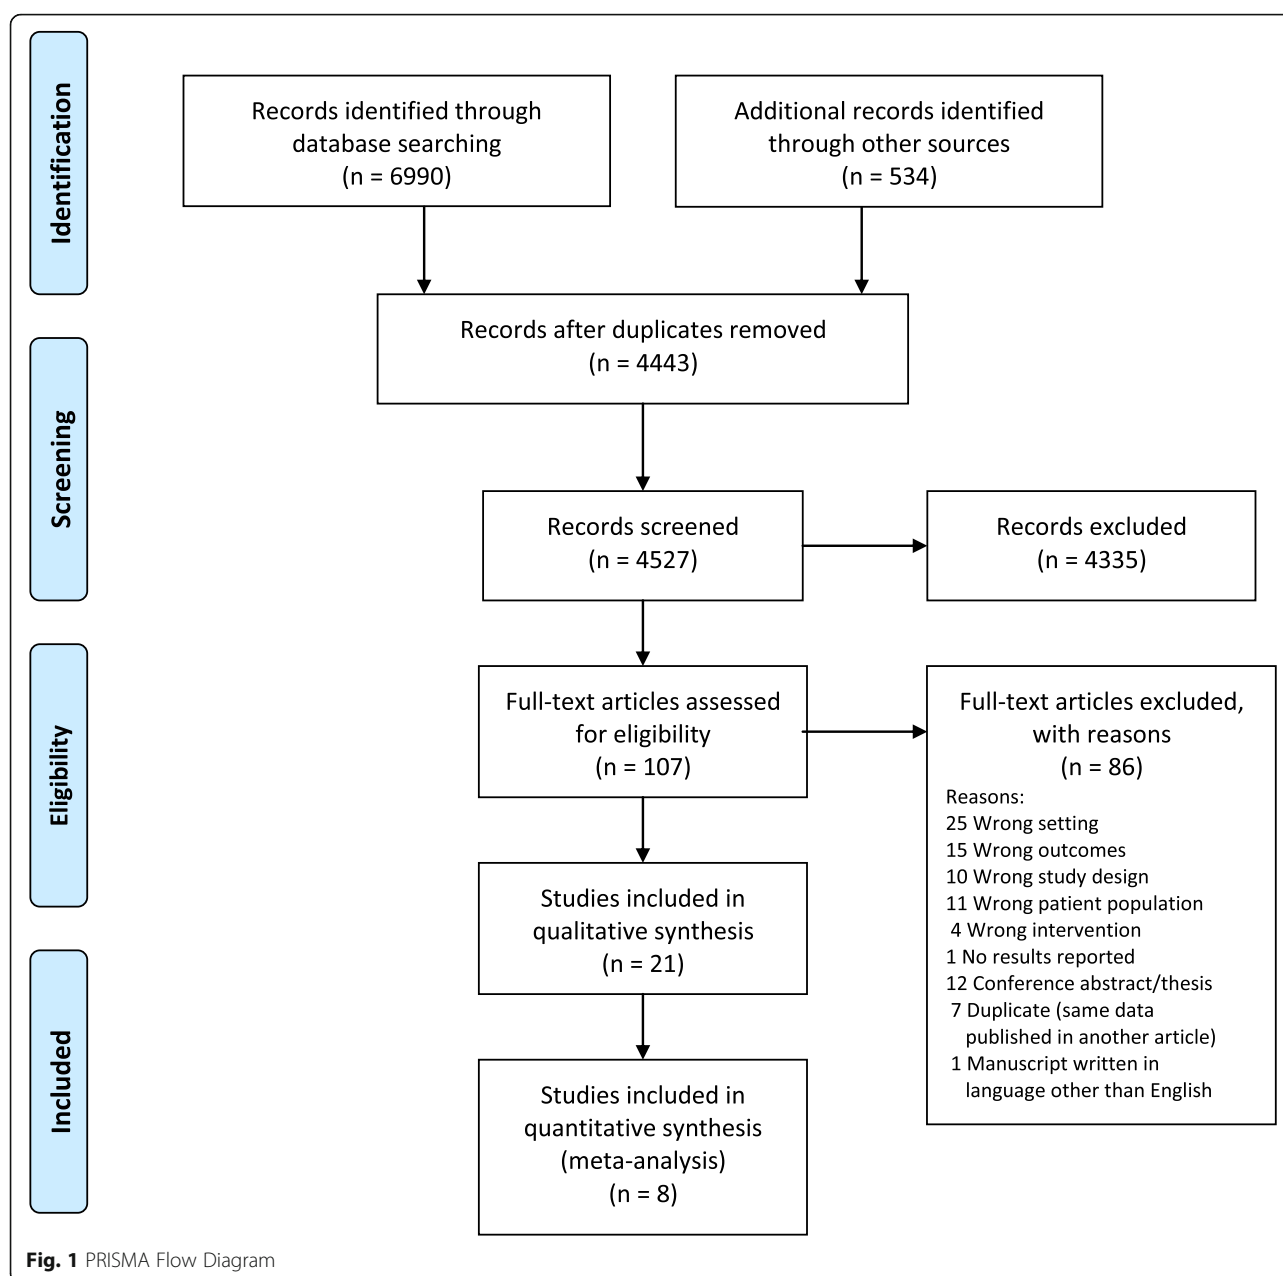 Identification
Records identified through
database searching
(n = 6990)
Additional records identified
through other sources
(n = 534)
Screening
Records after duplicates removed
(n = 4443)
Records screened
(n = 4527)
Records excluded
(n = 4335)
Eligibility
Full-text articles assessed
for eligibility
(n = 107)
Full-text articles excluded,
with reasons
(n = 86)
Reasons:
25 Wrong setting
15 Wrong outcomes
10 Wrong study design
11 Wrong patient population
4 Wrong intervention
1 No results reported
12 Conference abstract/thesis
7 Duplicate (same data
published in another article)
1 Manuscript written in
language other than English
Studies included in
qualitative synthesis
(n = 21)
Included
Studies included in
quantitative synthesis
(meta-analysis)
(n = 8)
Fig. 1 PRISMA Flow Diagram